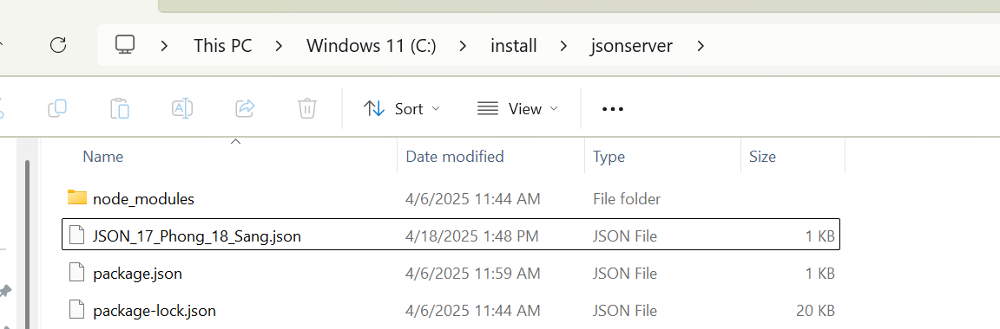 This PC > Windows 11 (C:) > install > jsonserver >
Sort View
Name Date modified Type Size
node_modules 4/6/2025 11:44 AM File folder
JSON_17_Phong_18_Sang.json 4/18/2025 1:48 PM JSON File 1 KB
package.json 4/6/2025 11:59 AM JSON File 1 KB
package-lock.json 4/6/2025 11:44 AM JSON File 20 KB